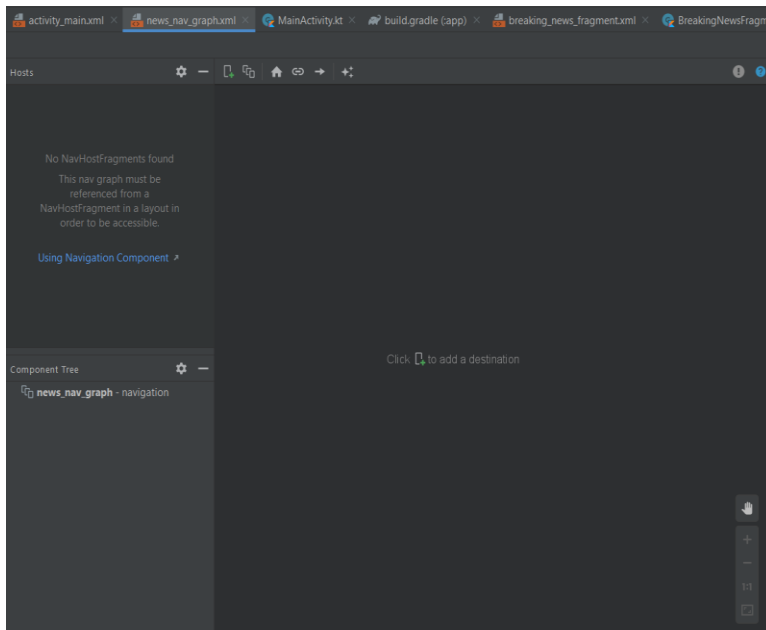 activity_main.xml
news_nav_graph.xml
MainActivity.kt
build.gradle (:app)
breaking_news_fragment.xml
BreakingNewsFragm
Hosts
No NavHostFragments found
This nav graph must be
referenced from a
NavHostFragment in a layout in
order to be accessible.
Using Navigation Component
Click to add a destination
Component Tree
news_nav_graph - navigation
1:1